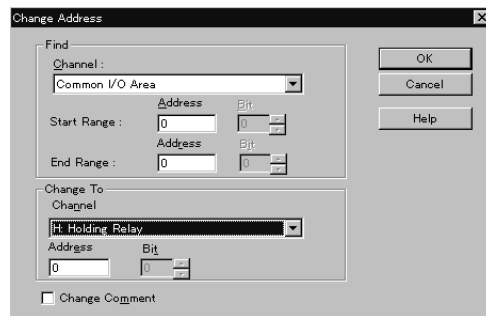 Change Address
Find
Channel :
Common I/O Area
Address Bit
Start Range : 0 0
Address Bit
End Range : 0 0
Change To
Channel
H: Holding Relay
Address Bit
0 0
Change Comment
OK
Cancel
Help